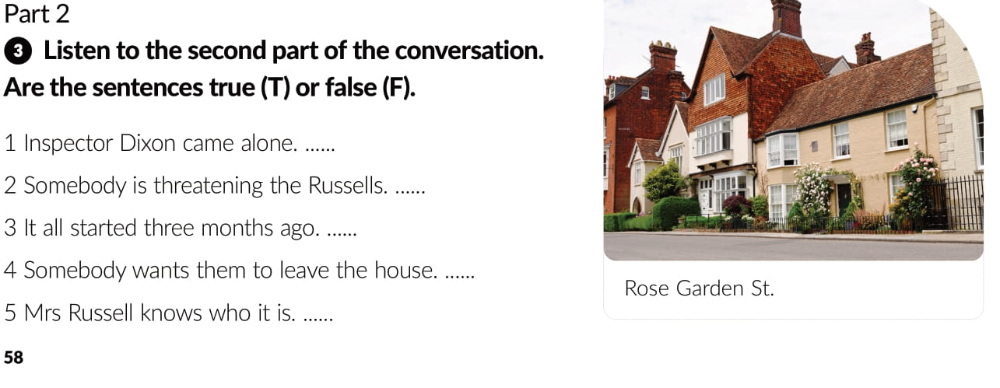 Part 2
3 Listen to the second part of the conversation.
Are the sentences true (T) or false (F).
1 Inspector Dixon came alone. ......
2 Somebody is threatening the Russells. ......
3 It all started three months ago. ......
4 Somebody wants them to leave the house. ......
5 Mrs Russell knows who it is. ......
58
Rose Garden St.